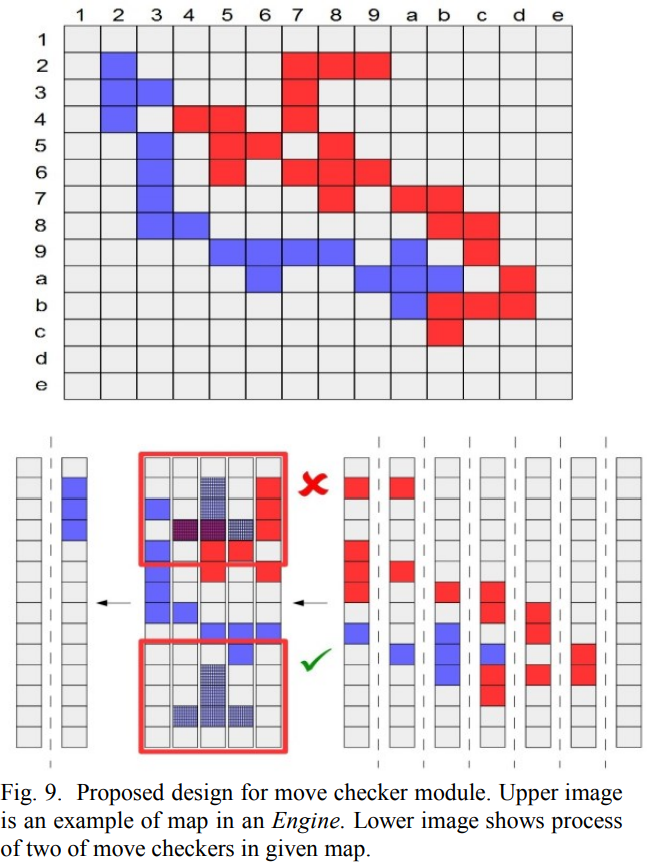 1 2 3 4 5 6 7 8 9 a b c d e
1
2
3
4
5
6
7
8
9
a
b
c
d
e
Fig. 9.  Proposed design for move checker module. Upper image
is an example of map in an Engine. Lower image shows process
of two of move checkers in given map.